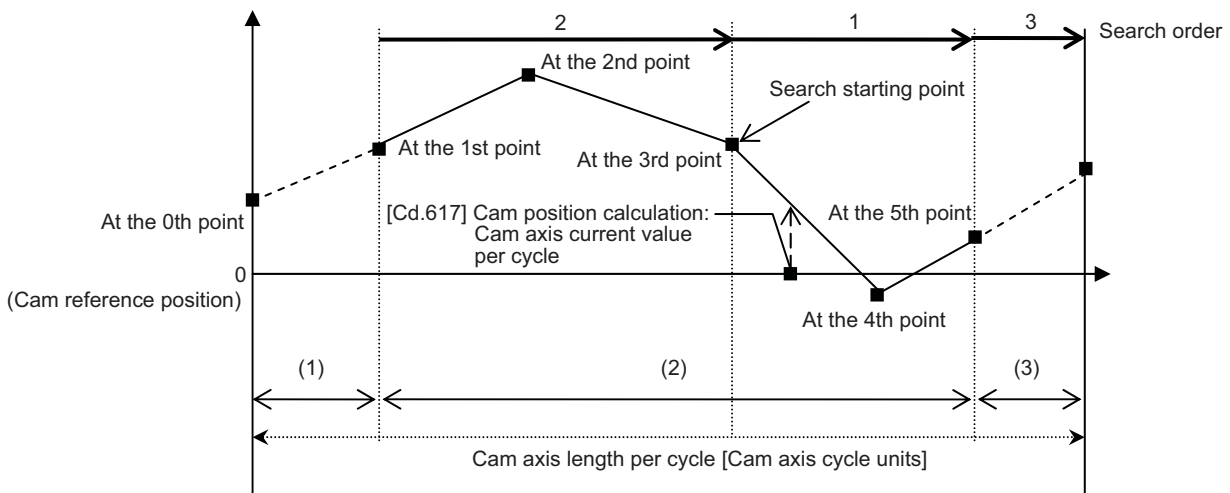 2
1
3
Search order
At the 2nd point
Search starting point
At the 1st point
At the 3rd point
At the 0th point
[Cd.617] Cam position calculation:
Cam axis current value
per cycle
At the 5th point
0
(Cam reference position)
At the 4th point
(1)
(2)
(3)
Cam axis length per cycle [Cam axis cycle units]